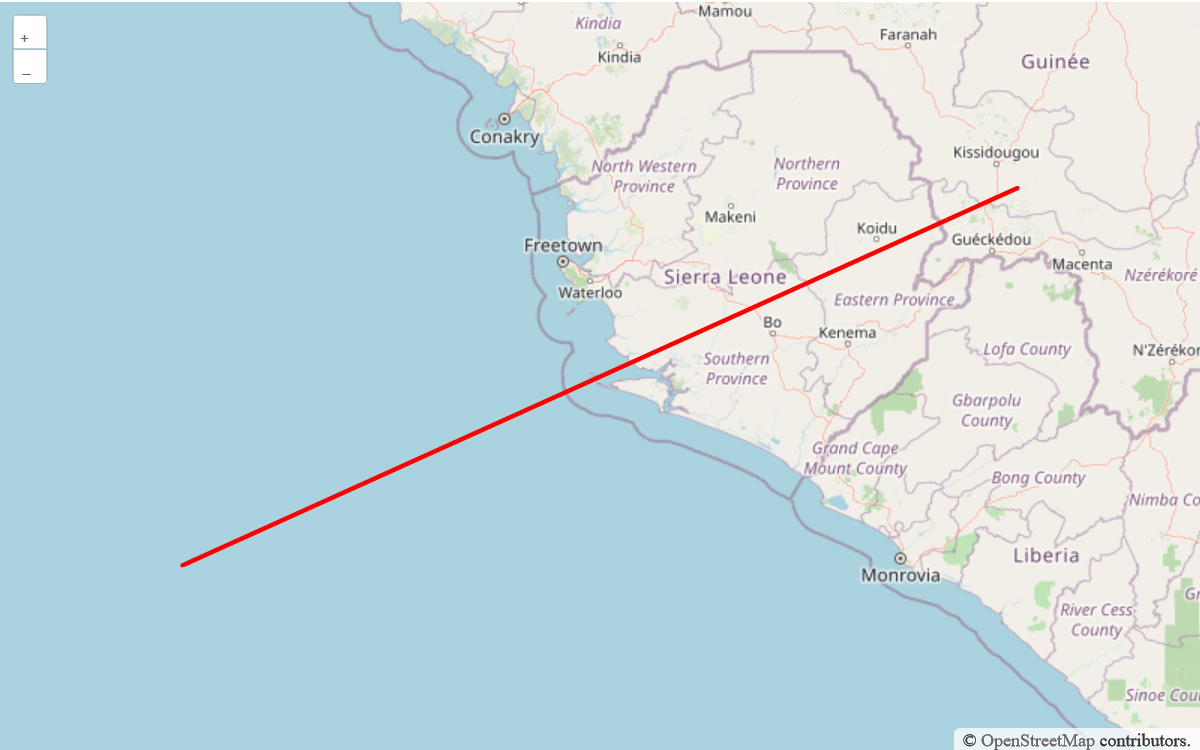 +
–
Mamou
Kindia
Faranah
Kindia
Guinée
Conakry
Kissidougou
North Western
Province
Northern
Province
Makeni
Koidu
Freetown
Guéckédou
Macenta
Nzérékoré
Sierra Leone
Waterloo
Eastern Province
Bo
Kenema
Lofa County
N'Zérékor
Southern
Province
Gbarpolu
County
Grand Cape
Mount County
Bong County
Nimba Co
Monrovia
Liberia
Gr
River Cess
County
Sinoe Cou
© OpenStreetMap contributors.